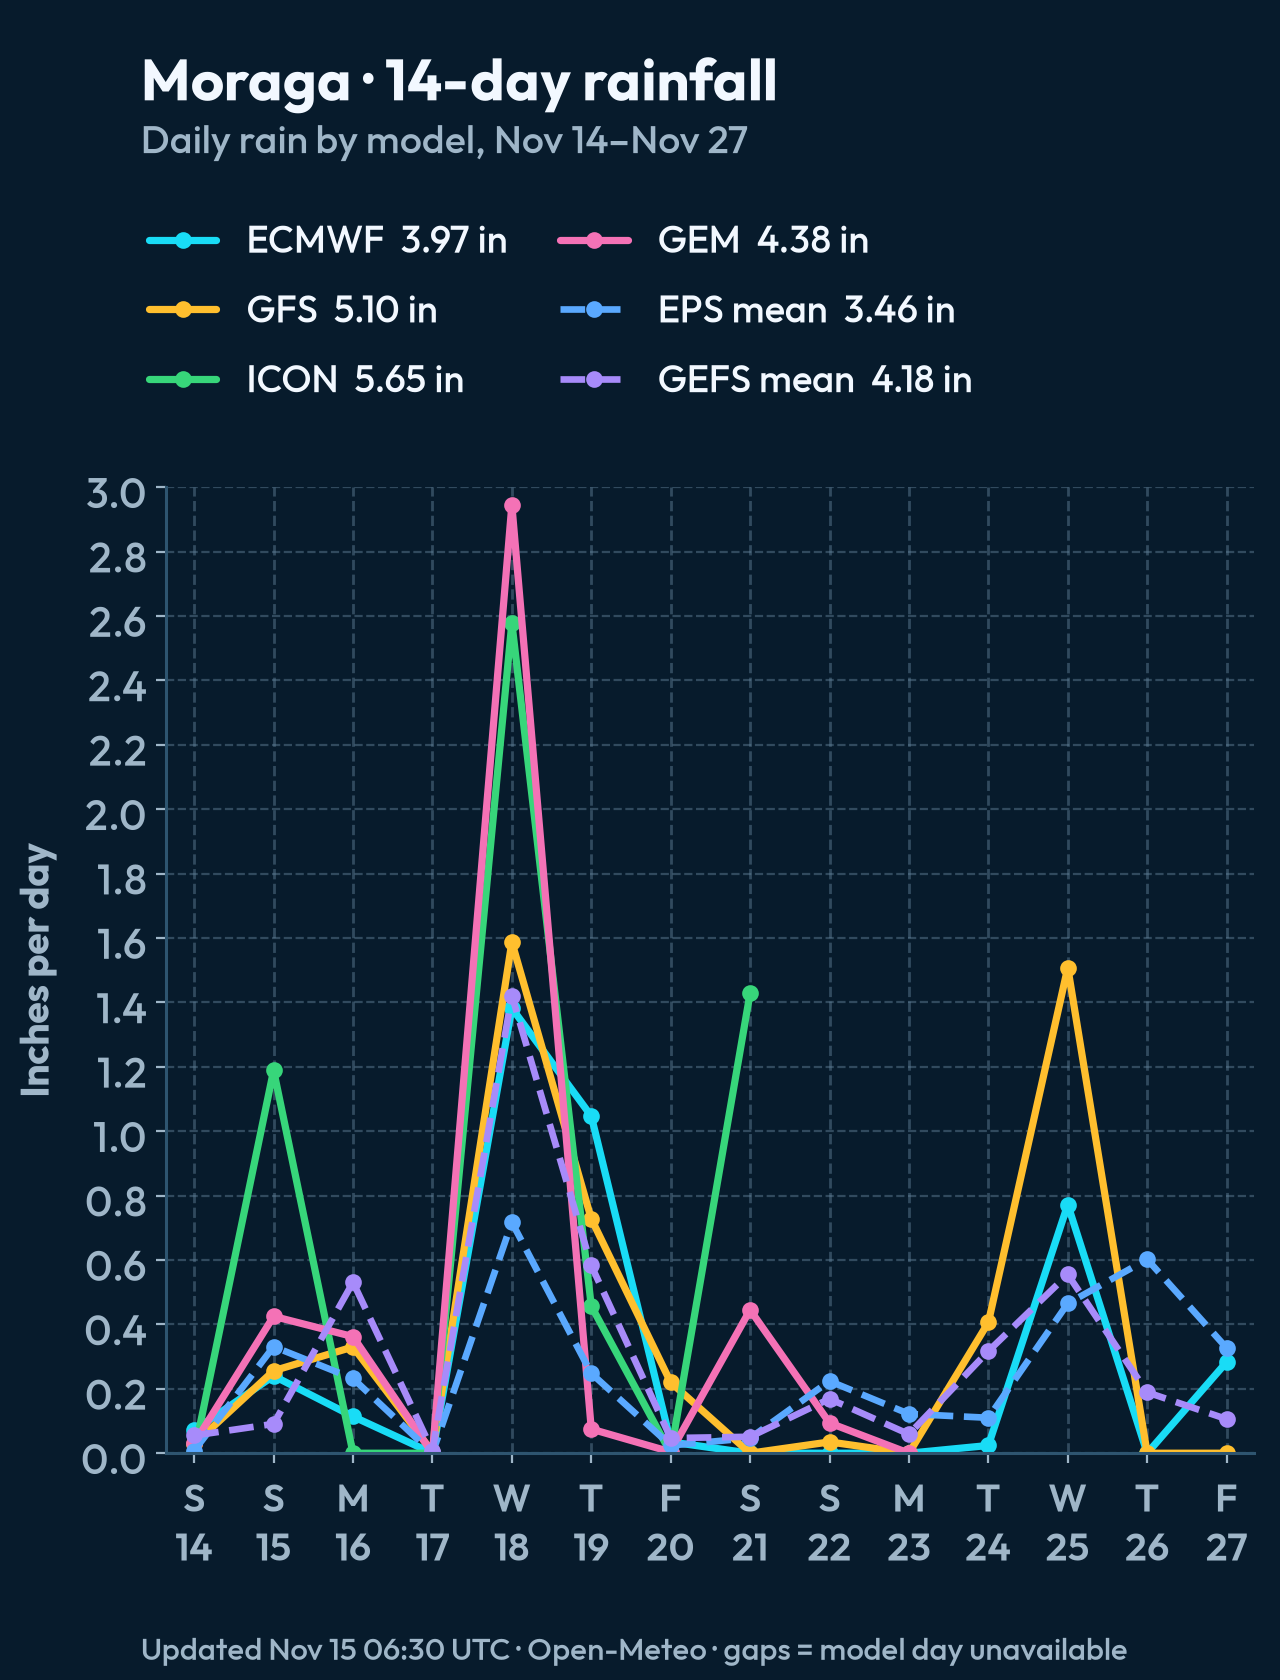 Moraga · 14-day rainfall
Daily rain by model, Nov 14–Nov 27
ECMWF 3.97 in
GEM 4.38 in
GFS 5.10 in
EPS mean 3.46 in
ICON 5.65 in
GEFS mean 4.18 in
Inches per day
3.0
2.8
2.6
2.4
2.2
2.0
1.8
1.6
1.4
1.2
1.0
0.8
0.6
0.4
0.2
0.0
S S M T W T F S S M T W T F
14 15 16 17 18 19 20 21 22 23 24 25 26 27
Updated Nov 15 06:30 UTC · Open-Meteo · gaps = model day unavailable